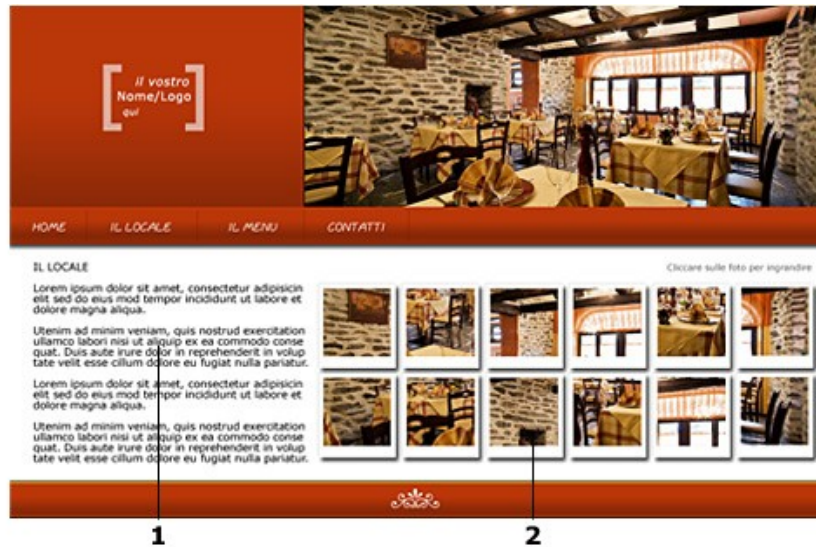 il vostro
Nome/Logo
qui
HOME
IL LOCALE
IL MENU
CONTATTI
IL LOCALE
Cliccare sulle foto per ingrandire
Lorem ipsum dolor sit amet, consectetur adipisicin
elit sed do eius mod tempor incididunt ut labore et
dolore magna aliqua.
Utenim ad minim veniam, quis nostrud exercitation
ullamco labori nisi ut aliquip ex ea commodo conse
quat. Duis aute irure dolor in reprehenderit in volup
tate velit esse cillum dolore eu fugiat nulla pariatur.
Lorem ipsum dolor sit amet, consectetur adipisicin
elit sed do eius mod tempor incididunt ut labore et
dolore magna aliqua.
Utenim ad minim veniam, quis nostrud exercitation
ullamco labori nisi ut aliquip ex ea commodo conse
quat. Duis aute irure dolor in reprehenderit in volup
tate velit esse cillum dolore eu fugiat nulla pariatur.
1
2